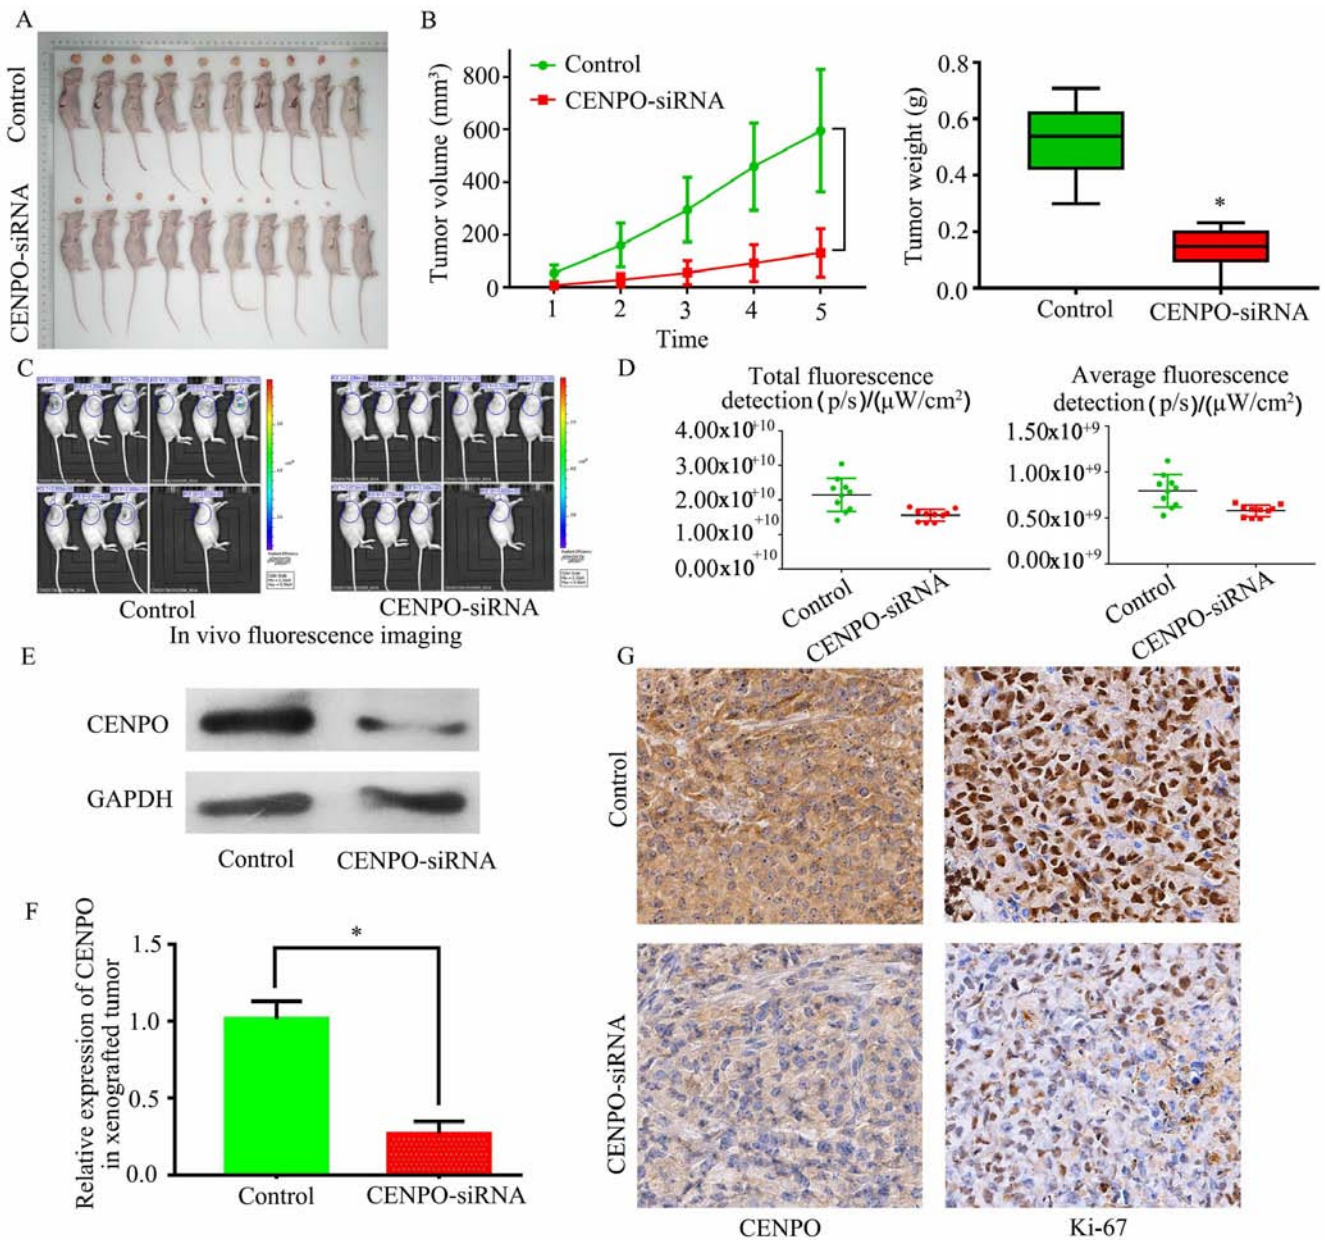 A
Control
CENPO-siRNA
B
Tumor volume (mm³)
800
600
400
200
0
Control
CENPO-siRNA
1 2 3 4 5
Time
Tumor weight (g)
0.8
0.6
0.4
0.2
0.0
*
Control CENPO-siRNA
C
Control
CENPO-siRNA
In vivo fluorescence imaging
D
Total fluorescence
detection (p/s)/(μW/cm²)
4.00x10⁺¹⁰
3.00x10⁺¹⁰
2.00x10⁺¹⁰
1.00x10⁺¹⁰
0.00x10⁺¹⁰
Control
CENPO-siRNA
Average fluorescence
detection (p/s)/(μW/cm²)
1.50x10⁺⁹
1.00x10⁺⁹
0.50x10⁺⁹
0.00x10⁺⁹
Control
CENPO-siRNA
E
CENPO
GAPDH
Control CENPO-siRNA
F
Relative expression of CENPO
in xenografted tumor
1.5
1.0
0.5
0.0
*
Control CENPO-siRNA
G
Control
CENPO-siRNA
CENPO Ki-67